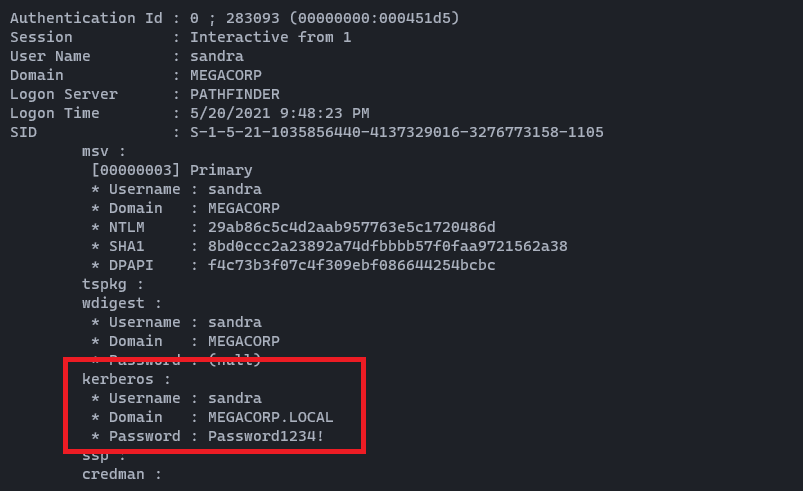 Authentication Id : 0 ; 283093 (00000000:000451d5)
Session           : Interactive from 1
User Name         : sandra
Domain            : MEGACORP
Logon Server      : PATHFINDER
Logon Time        : 5/20/2021 9:48:23 PM
SID               : S-1-5-21-1035856440-4137329016-3276773158-1105
        msv :
         [00000003] Primary
         * Username : sandra
         * Domain   : MEGACORP
         * NTLM     : 29ab86c5c4d2aab957763e5c1720486d
         * SHA1     : 8bd0ccc2a23892a74dfbbbb57f0faa9721562a38
         * DPAPI    : f4c73b3f07c4f309ebf086644254bcbc
        tspkg :
        wdigest :
         * Username : sandra
         * Domain   : MEGACORP
         * Password : (null)
        kerberos :
         * Username : sandra
         * Domain   : MEGACORP.LOCAL
         * Password : Password1234!
        ssp :
        credman :